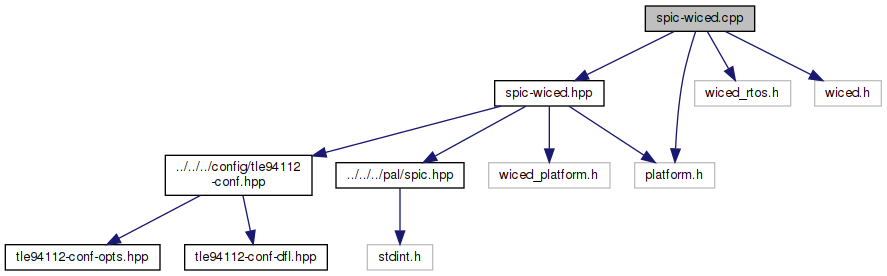 spic-wiced.cpp
spic-wiced.hpp
wiced_rtos.h
wiced.h
../../../config/tle94112
-conf.hpp
../../../pal/spic.hpp
wiced_platform.h
platform.h
tle94112-conf-opts.hpp
tle94112-conf-dfl.hpp
stdint.h